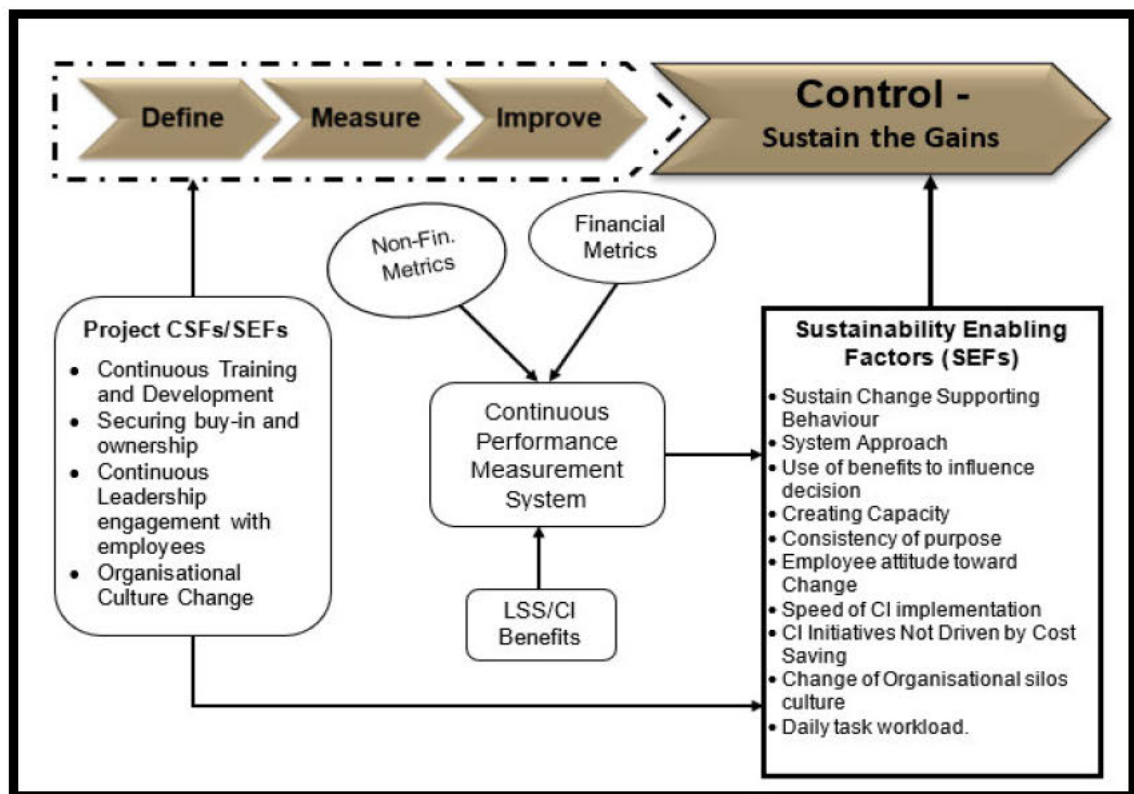 Define
Measure
Improve
Control -
Sustain the Gains
Non-Fin.
Metrics
Financial
Metrics
Project CSFs/SEFs
• Continuous Training
and Development
• Securing buy-in and
ownership
• Continuous
Leadership
engagement with
employees
• Organisational
Culture Change
Continuous
Performance
Measurement
System
LSS/CI
Benefits
Sustainability Enabling
Factors (SEFs)
• Sustain Change Supporting
Behaviour
• System Approach
• Use of benefits to influence
decision
• Creating Capacity
• Consistency of purpose
• Employee attitude toward
Change
• Speed of CI implementation
• CI Initiatives Not Driven by Cost
Saving
• Change of Organisational silos
culture
• Daily task workload.